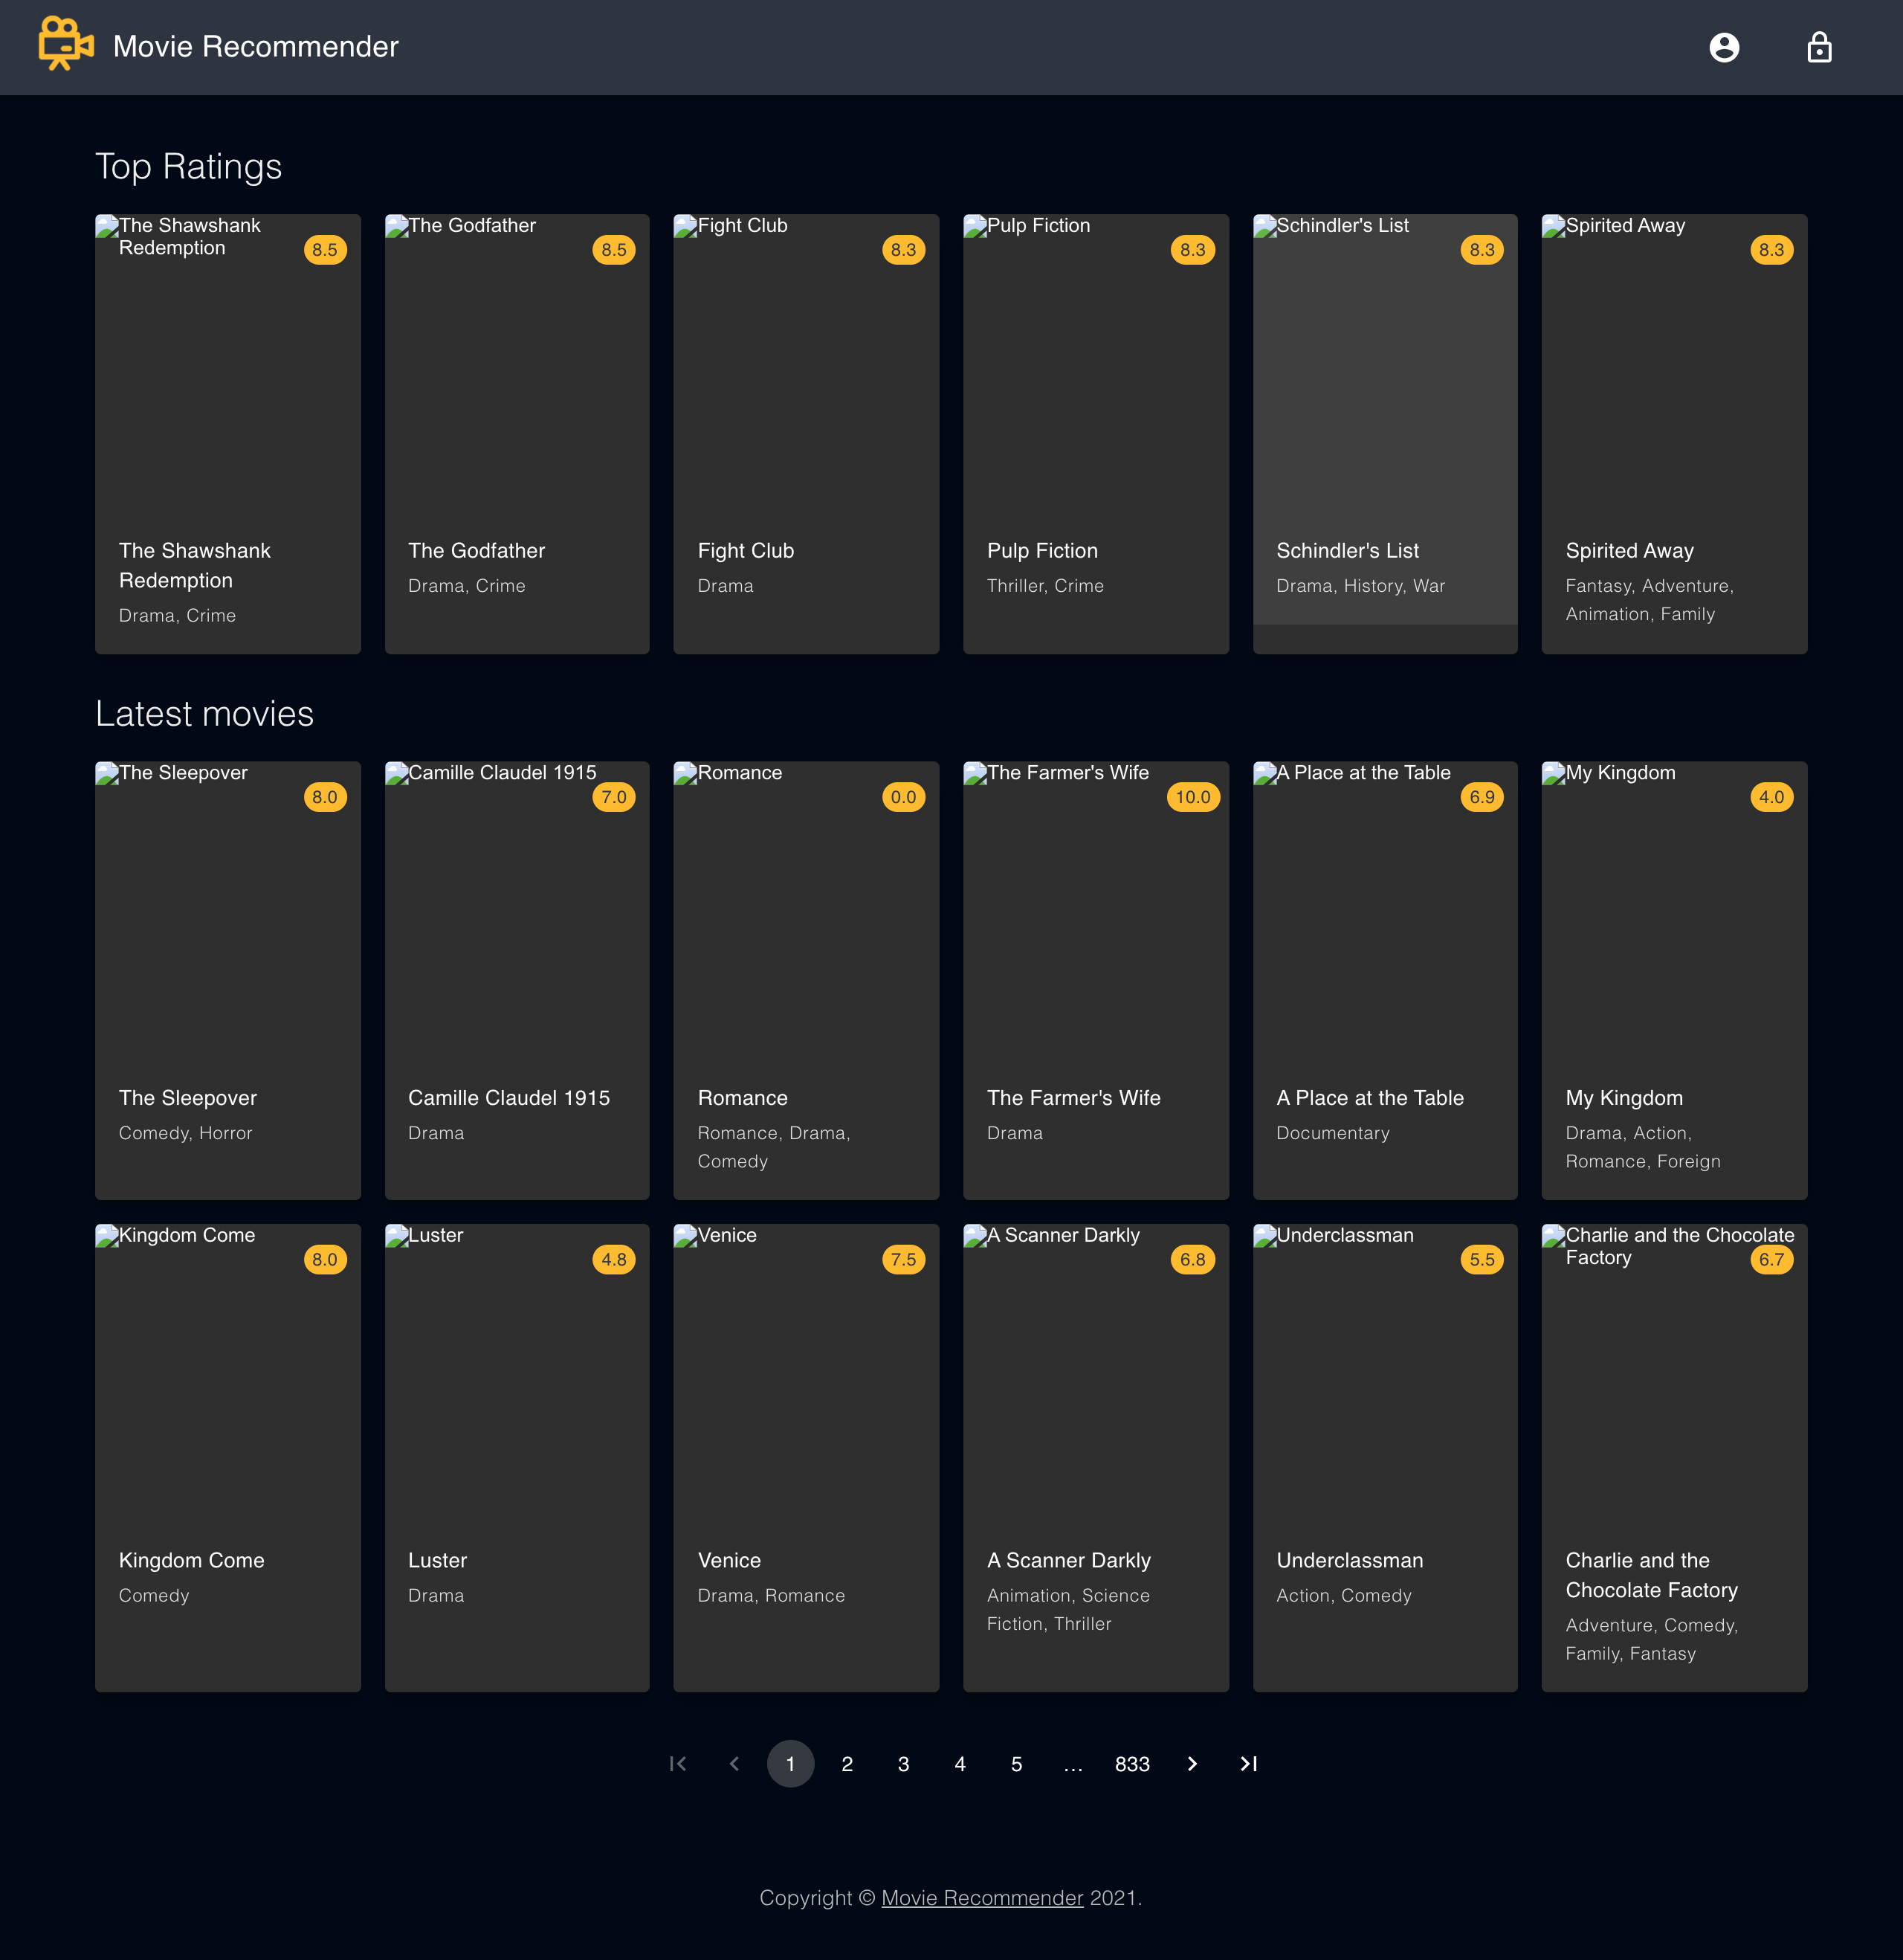 Movie Recommender
Top Ratings
The Shawshank
Redemption
8.5
The Godfather
8.5
Fight Club
8.3
Pulp Fiction
8.3
Schindler's List
8.3
Spirited Away
8.3
The Shawshank
Redemption
Drama, Crime
The Godfather
Drama, Crime
Fight Club
Drama
Pulp Fiction
Thriller, Crime
Schindler's List
Drama, History, War
Spirited Away
Fantasy, Adventure,
Animation, Family
Latest movies
The Sleepover
8.0
Camille Claudel 1915
7.0
Romance
0.0
The Farmer's Wife
10.0
A Place at the Table
6.9
My Kingdom
4.0
The Sleepover
Comedy, Horror
Camille Claudel 1915
Drama
Romance
Romance, Drama,
Comedy
The Farmer's Wife
Drama
A Place at the Table
Documentary
My Kingdom
Drama, Action,
Romance, Foreign
Kingdom Come
8.0
Luster
4.8
Venice
7.5
A Scanner Darkly
6.8
Underclassman
5.5
Charlie and the Chocolate
Factory
6.7
Kingdom Come
Comedy
Luster
Drama
Venice
Drama, Romance
A Scanner Darkly
Animation, Science
Fiction, Thriller
Underclassman
Action, Comedy
Charlie and the
Chocolate Factory
Adventure, Comedy,
Family, Fantasy
1 2 3 4 5 … 833
Copyright © Movie Recommender 2021.